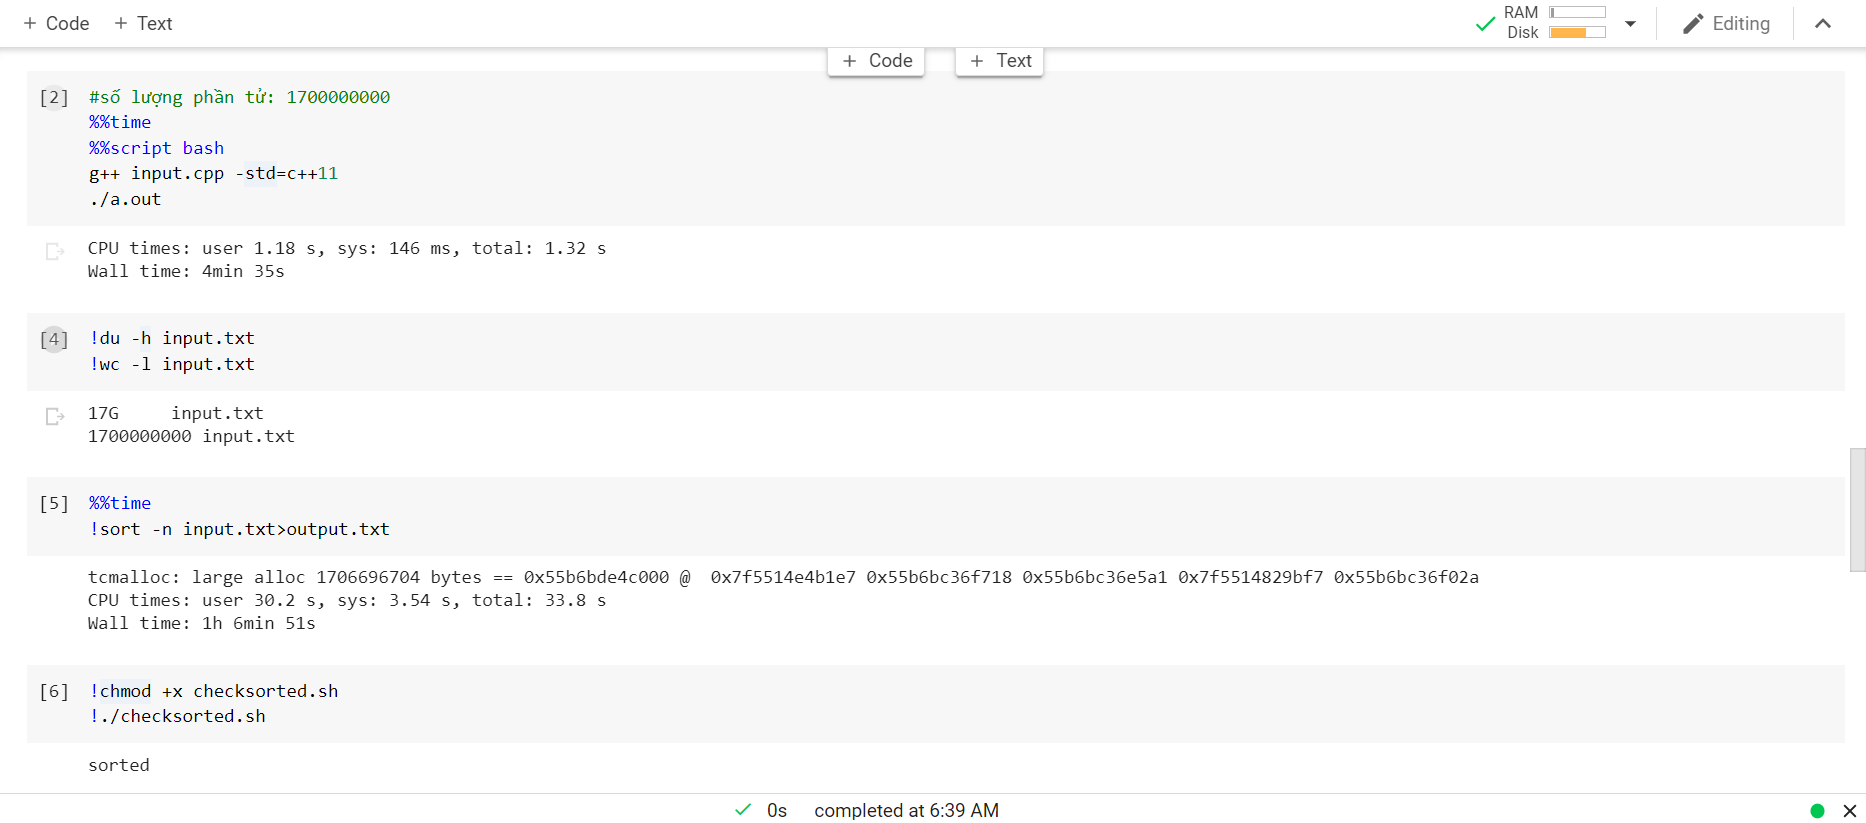 + Code + Text RAM Disk Editing
+ Code + Text
[2] #số lượng phần tử: 1700000000
%%time
%%script bash
g++ input.cpp -std=c++11
./a.out
CPU times: user 1.18 s, sys: 146 ms, total: 1.32 s
Wall time: 4min 35s
[4] !du -h input.txt
!wc -l input.txt
17G input.txt
1700000000 input.txt
[5] %%time
!sort -n input.txt>output.txt
tcmalloc: large alloc 1706696704 bytes == 0x55b6bde4c000 @ 0x7f5514e4b1e7 0x55b6bc36f718 0x55b6bc36e5a1 0x7f5514829bf7 0x55b6bc36f02a
CPU times: user 30.2 s, sys: 3.54 s, total: 33.8 s
Wall time: 1h 6min 51s
[6] !chmod +x checksorted.sh
!./checksorted.sh
sorted
0s completed at 6:39 AM